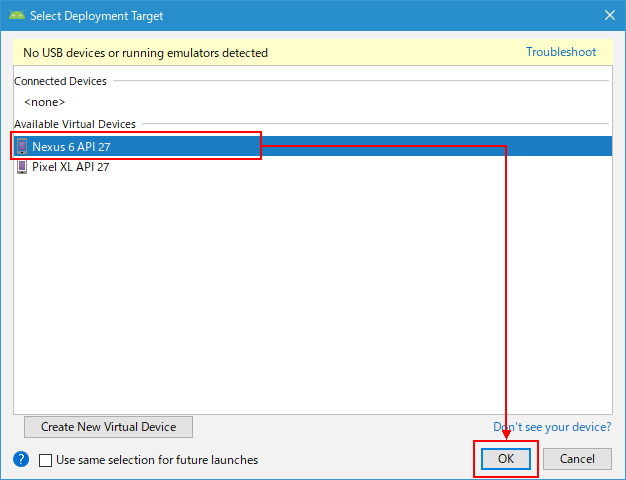 Select Deployment Target
No USB devices or running emulators detected Troubleshoot
Connected Devices
<none>
Available Virtual Devices
Nexus 6 API 27
Pixel XL API 27
Create New Virtual Device Don't see your device?
? Use same selection for future launches OK Cancel